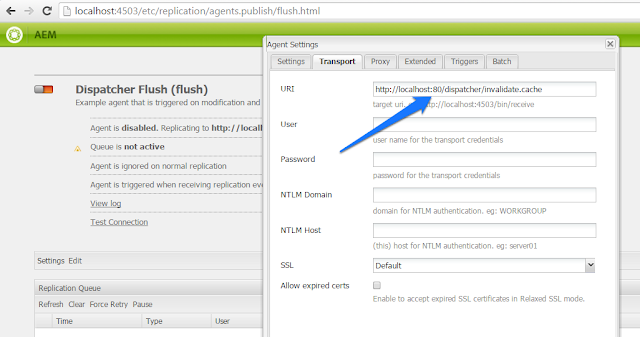 localhost:4503/etc/replication/agents.publish/flush.html
AEM
Dispatcher Flush (flush)
Example agent that is triggered on modification and
Agent is disabled. Replicating to http://local
Queue is not active
Agent is ignored on normal replication
Agent is triggered when receiving replication eve
View log
Test Connection
Settings Edit
Replication Queue
Refresh Clear Force Retry Pause
Time Type User
Agent Settings
Settings Transport Proxy Extended Triggers Batch
URI http://localhost:80/dispatcher/invalidate.cache
target uri. http://localhost:4503/bin/receive
User
user name for the transport credentials
Password
password for the transport credentials
NTLM Domain
domain for NTLM authentication. eg: WORKGROUP
NTLM Host
(this) host for NTLM authentication. eg: server01
SSL Default
Allow expired certs
Enable to accept expired SSL certificates in Relaxed SSL mode.